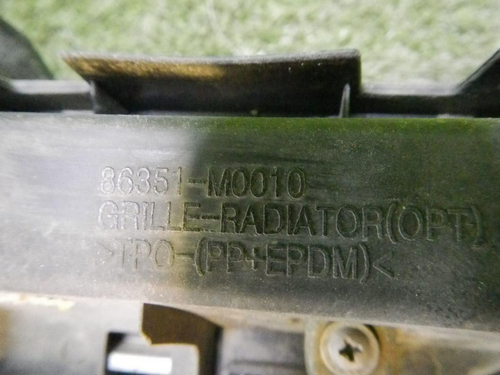 86351-M0010
GRILLE-RADIATOR(OPT)
>TPO-(PP+EPDM)<